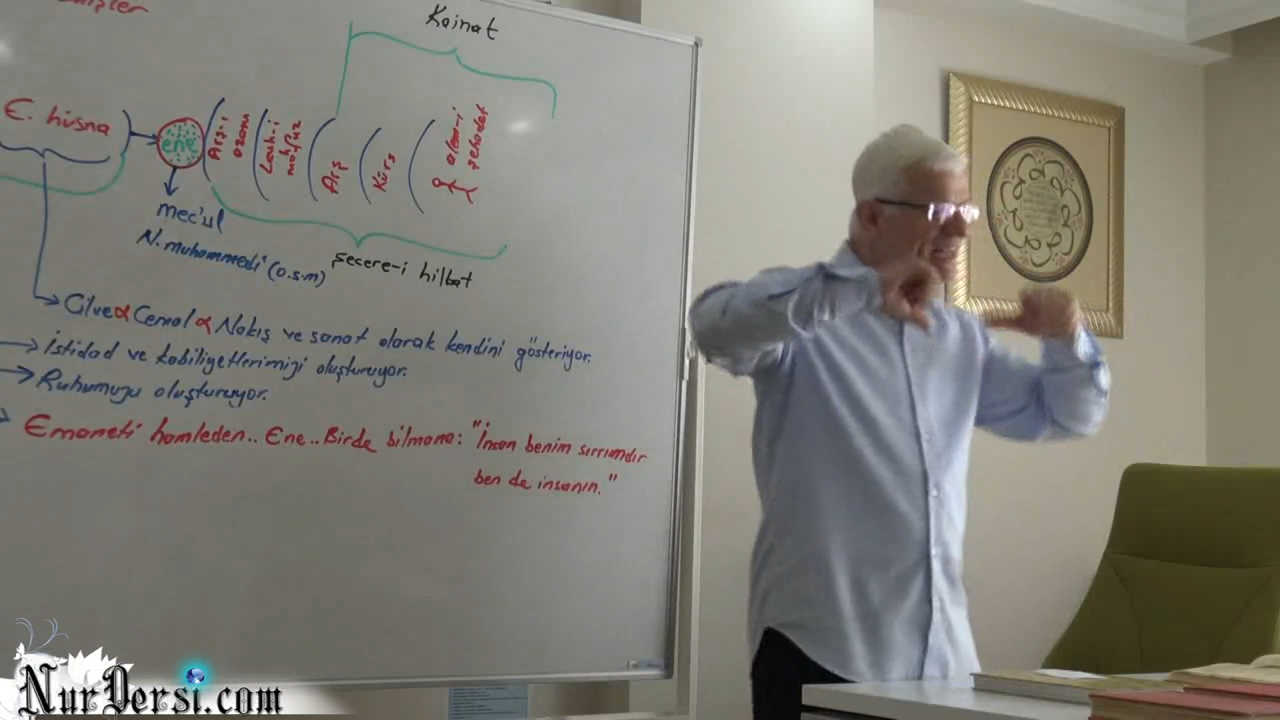 Kainat
E. hüsna
ene
Arş-ı azam
Levh-i mahfuz
Arş
Kürs
alem-i şehadet
mec'ul
N. muhammedi (a.s.m)
şecere-i hilkat
Cilve α Cemal α Nakış ve sanat olarak kendini gösteriyor.
İstidad ve kabiliyetlerimizi oluşturuyor.
Ruhumuzu oluşturuyor.
Emaneti hamleden.. Ene.. Birde bilmana: "İnsan benim sırrımdır
ben de insanın."
NurDersi.com